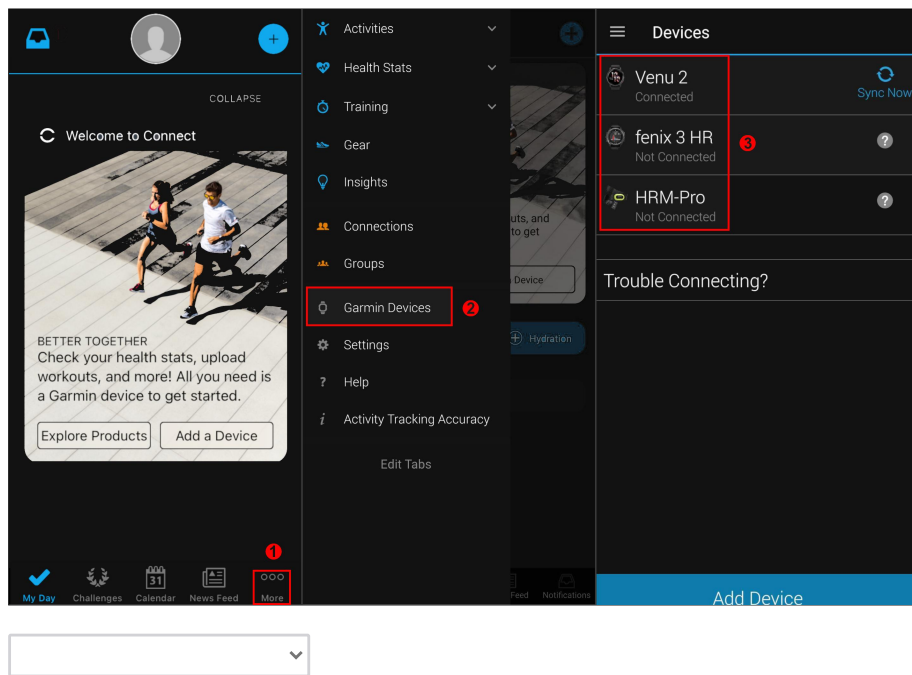 COLLAPSE
Welcome to Connect
BETTER TOGETHER
Check your health stats, upload
workouts, and more! All you need is
a Garmin device to get started.
Explore Products
Add a Device
1
My Day
Challenges
31
Calendar
News Feed
More
Activities
Health Stats
Training
Gear
Insights
Connections
Groups
Garmin Devices
2
Settings
? Help
i Activity Tracking Accuracy
Edit Tabs
uts, and
to get
Device
Hydration
Feed
Notifications
Devices
Venu 2
Connected
Sync Now
fenix 3 HR
Not Connected
?
3
HRM-Pro
Not Connected
?
Trouble Connecting?
Add Device